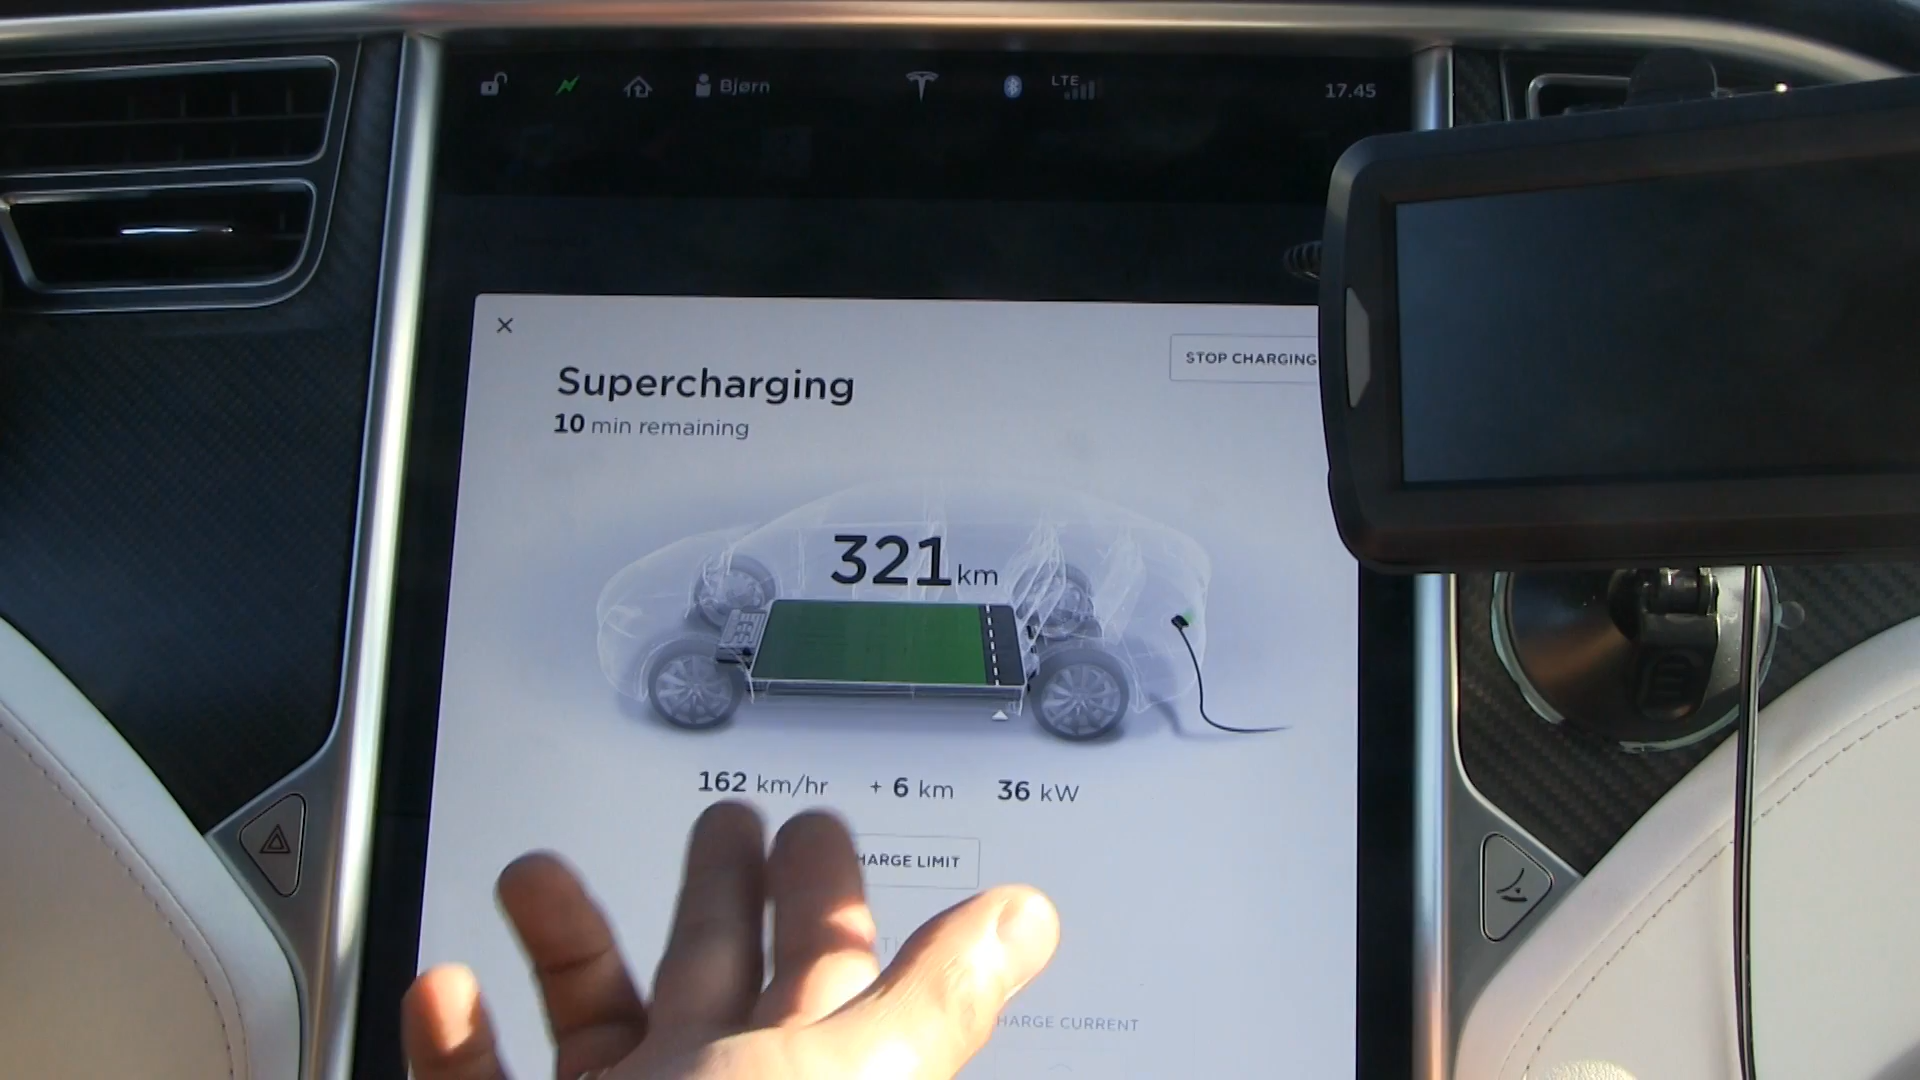 Bjørn
LTE
17.45
STOP CHARGING
Supercharging
10 min remaining
321 km
162 km/hr + 6 km 36 kW
HARGE LIMIT
HARGE CURRENT